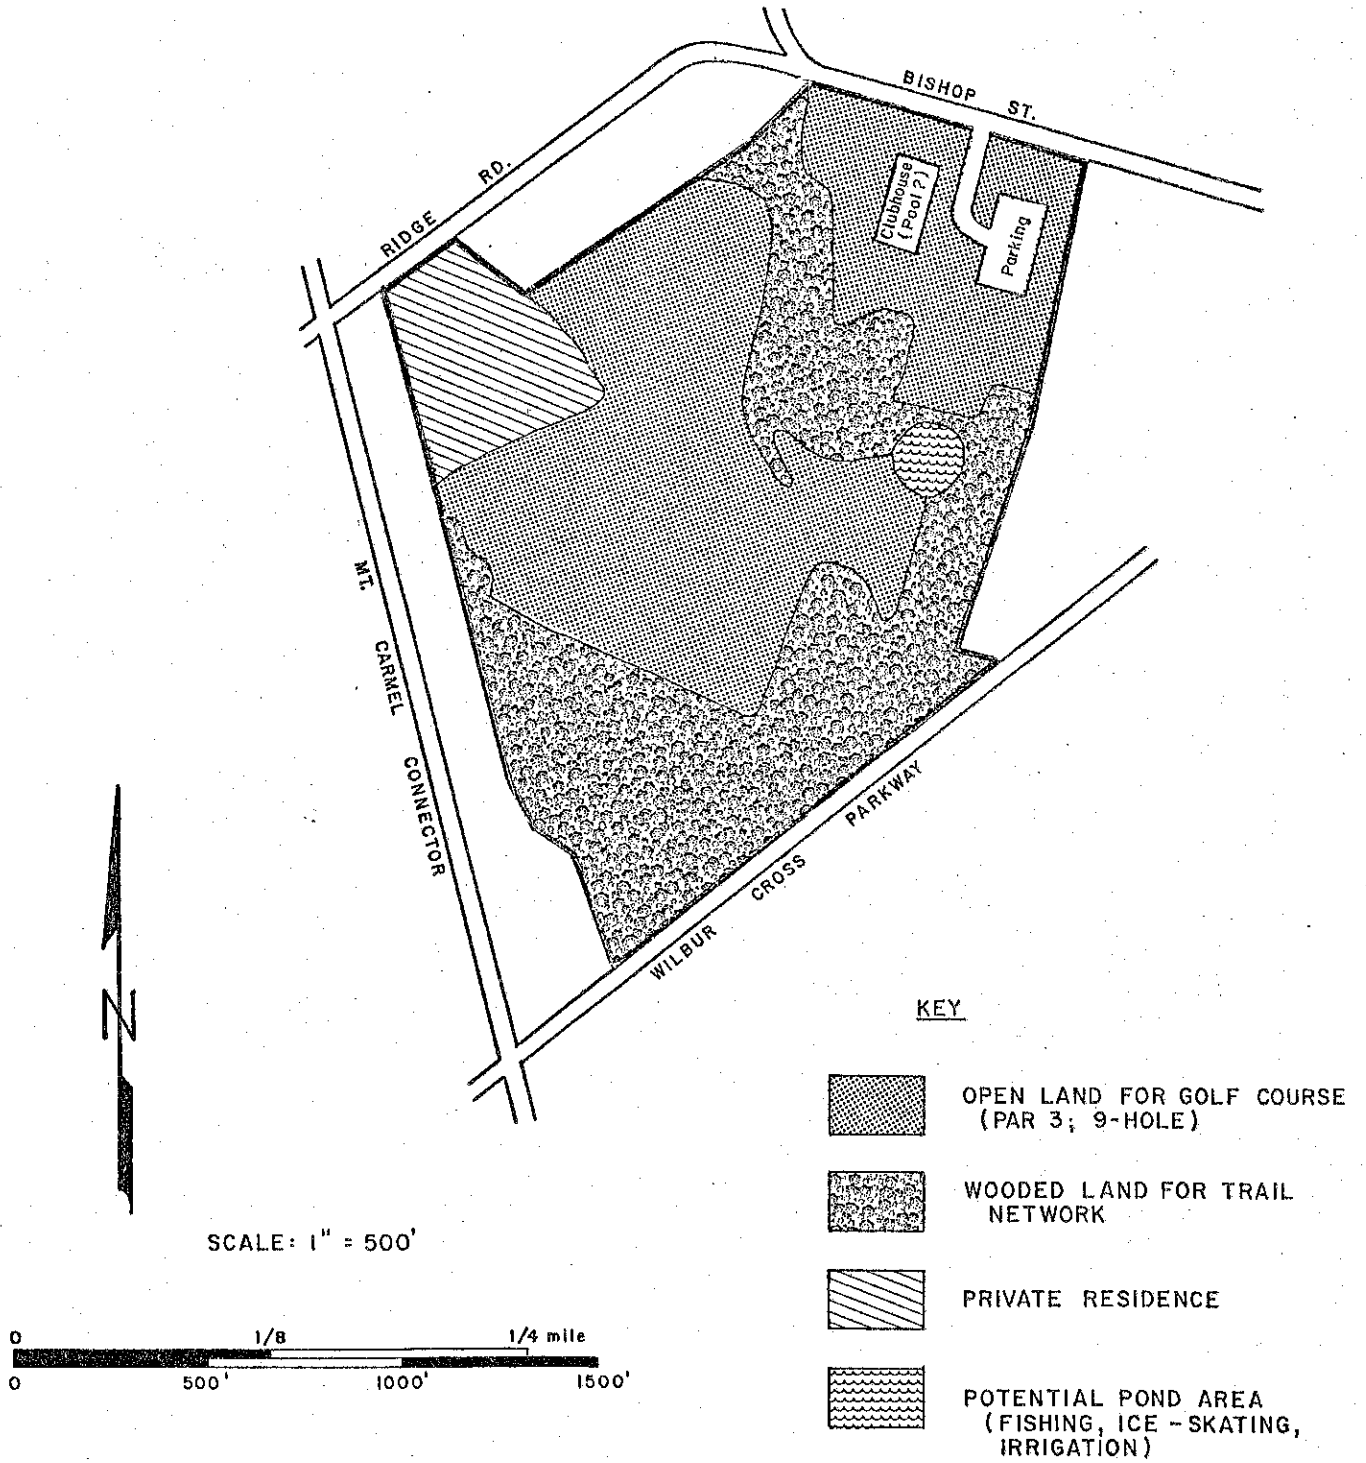 BISHOP ST.
RIDGE RD.
Clubhouse
(Pool?)
Parking
MT. CARMEL CONNECTOR
WILBUR CROSS PARKWAY
N
KEY
OPEN LAND FOR GOLF COURSE
(PAR 3; 9-HOLE)
WOODED LAND FOR TRAIL
NETWORK
PRIVATE RESIDENCE
POTENTIAL POND AREA
(FISHING, ICE-SKATING,
IRRIGATION)
SCALE: 1" = 500'
0 1/8 1/4 mile
0 500' 1000' 1500'